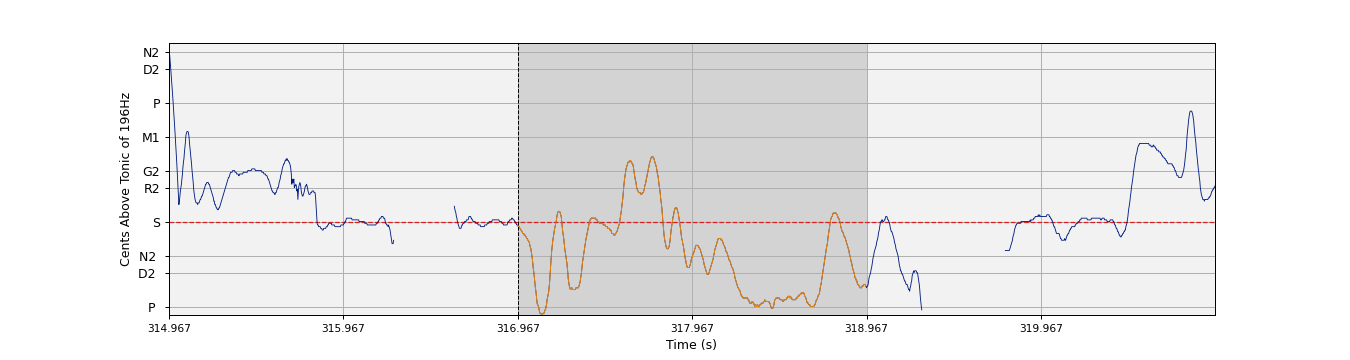 N2
D2
P
M1
G2
R2
S
N2
D2
P
Cents Above Tonic of 196Hz
314.967 315.967 316.967 317.967 318.967 319.967
Time (s)